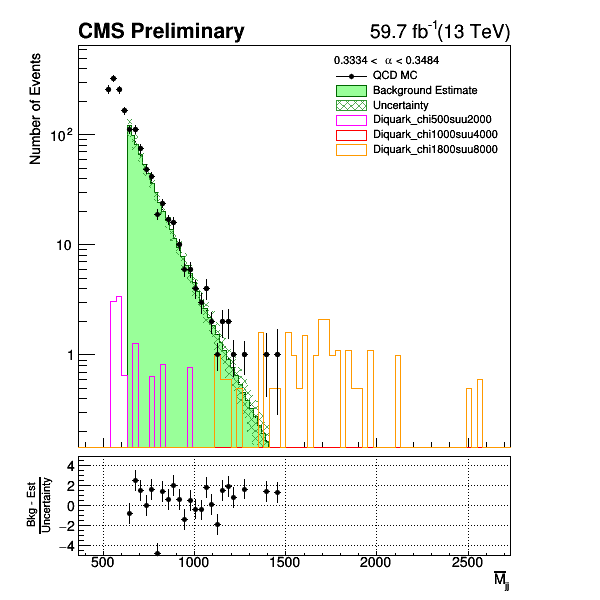 CMS Preliminary
59.7 fb⁻¹(13 TeV)
Number of Events
0.3334 < α < 0.3484
QCD MC
Background Estimate
Uncertainty
Diquark_chi500suu2000
Diquark_chi1000suu4000
Diquark_chi1800suu8000
10²
10
1
Bkg - Est
Uncertainty
4
2
0
−2
−4
500 1000 1500 2000 2500
M̅jj